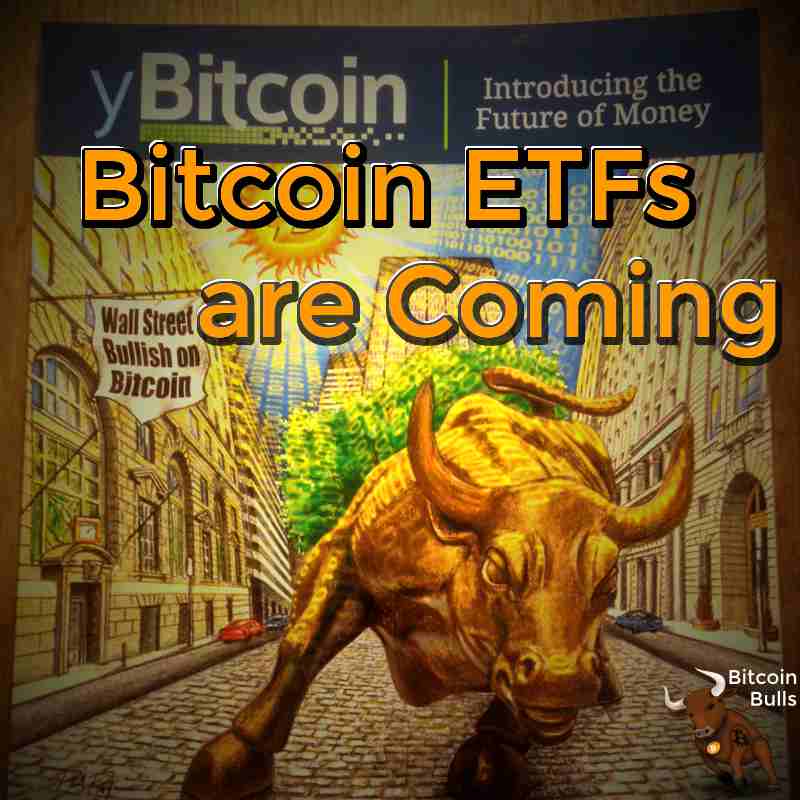 yBitcoin
Introducing the
Future of Money
Bitcoin ETFs
are Coming
Wall Street
Bullish on
Bitcoin
Bitcoin
Bulls